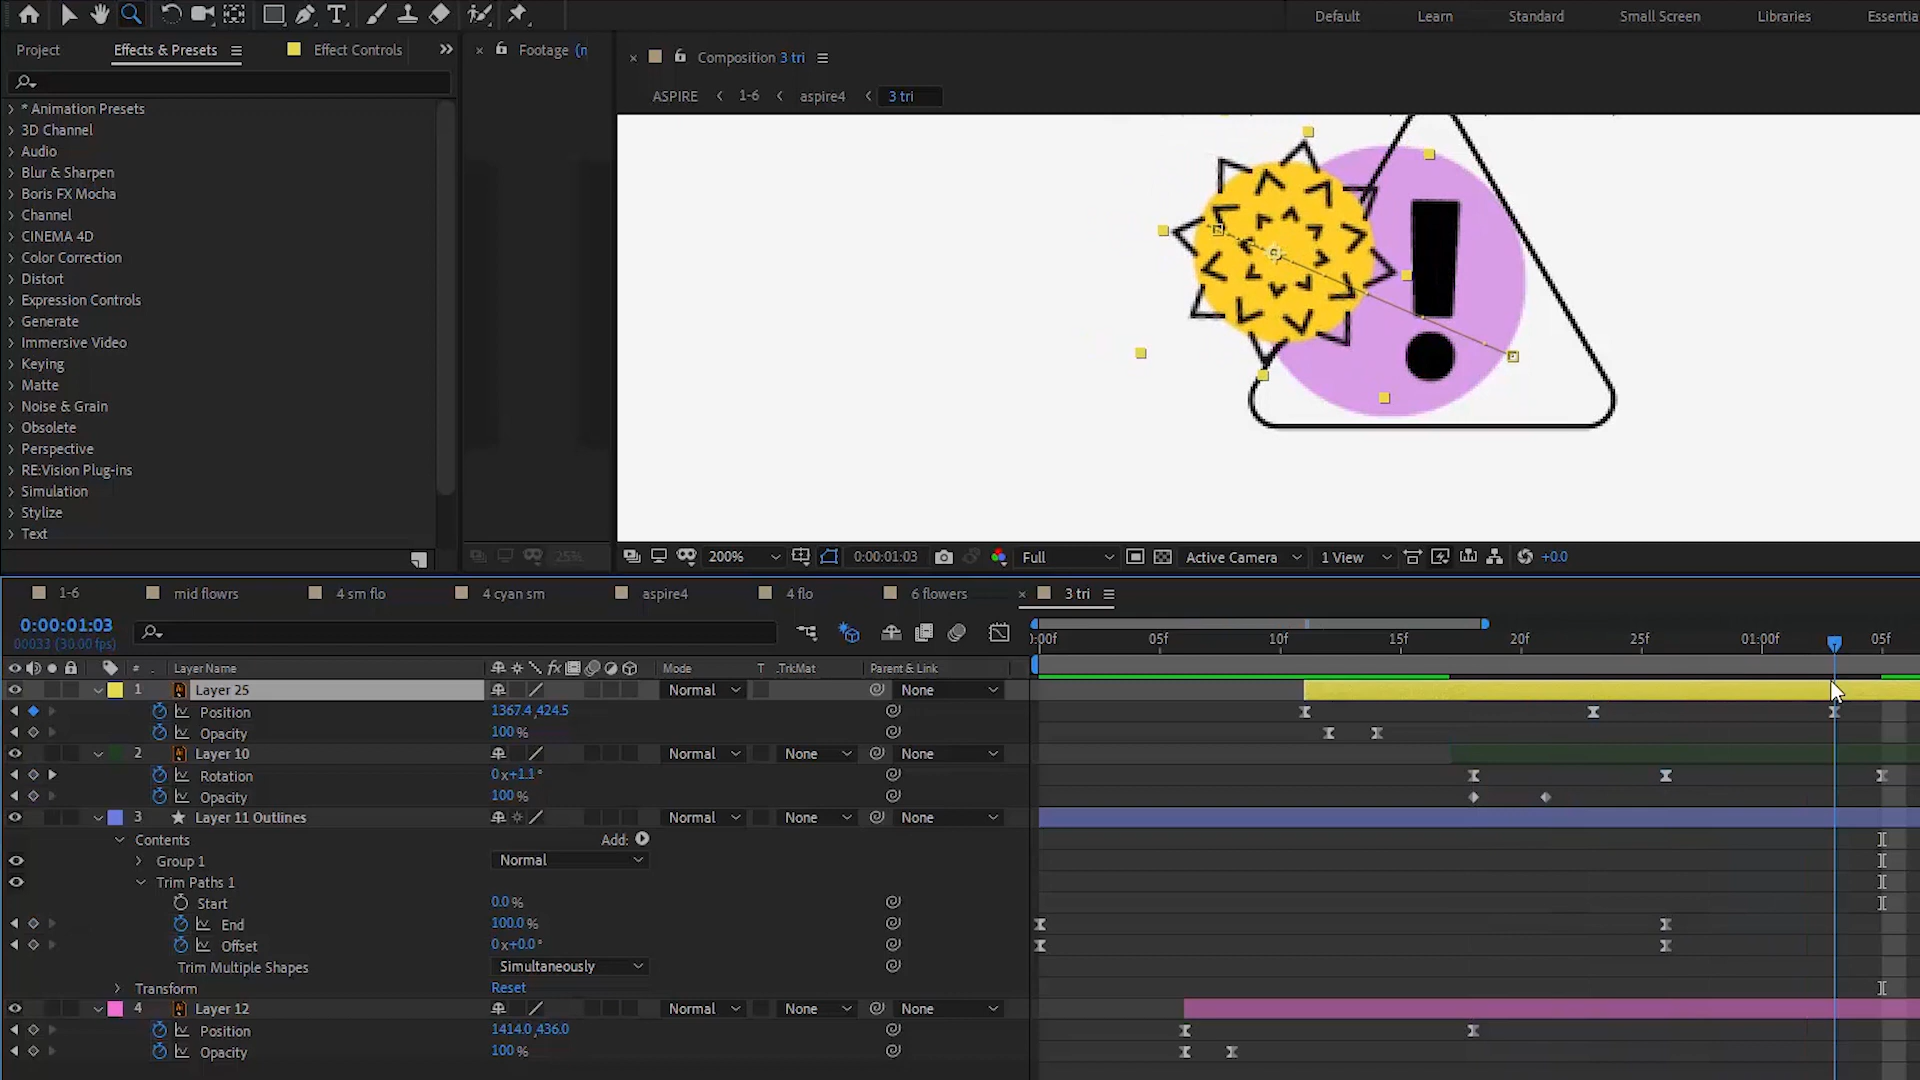 Default Learn Standard Small Screen Libraries Essentia
Project Effects & Presets Effect Controls Footage (n
Composition 3 tri
ASPIRE 1-6 aspire4 3 tri
* Animation Presets
3D Channel
Audio
Blur & Sharpen
Boris FX Mocha
Channel
CINEMA 4D
Color Correction
Distort
Expression Controls
Generate
Immersive Video
Keying
Matte
Noise & Grain
Obsolete
Perspective
RE:Vision Plug-ins
Simulation
Stylize
Text
25% 200% 0:00:01:03 Full Active Camera 1 View +0.0
1-6 mid flowrs 4 sm flo 4 cyan sm aspire4 4 flo 6 flowers 3 tri
0:00:01:03
00033 (30.00 fps)
):00f 05f 10f 15f 20f 25f 01:00f 05f
# Layer Name Mode T .TrkMat Parent & Link
1 Layer 25 Normal None
Position 1367.4,424.5
Opacity 100 %
2 Layer 10 Normal None None
Rotation 0x+1.1°
Opacity 100 %
3 Layer 11 Outlines Normal None None
Contents Add:
Group 1 Normal
Trim Paths 1
Start 0.0 %
End 100.0 %
Offset 0x+0.0°
Trim Multiple Shapes Simultaneously
Transform Reset
4 Layer 12 Normal None None
Position 1414.0,436.0
Opacity 100 %